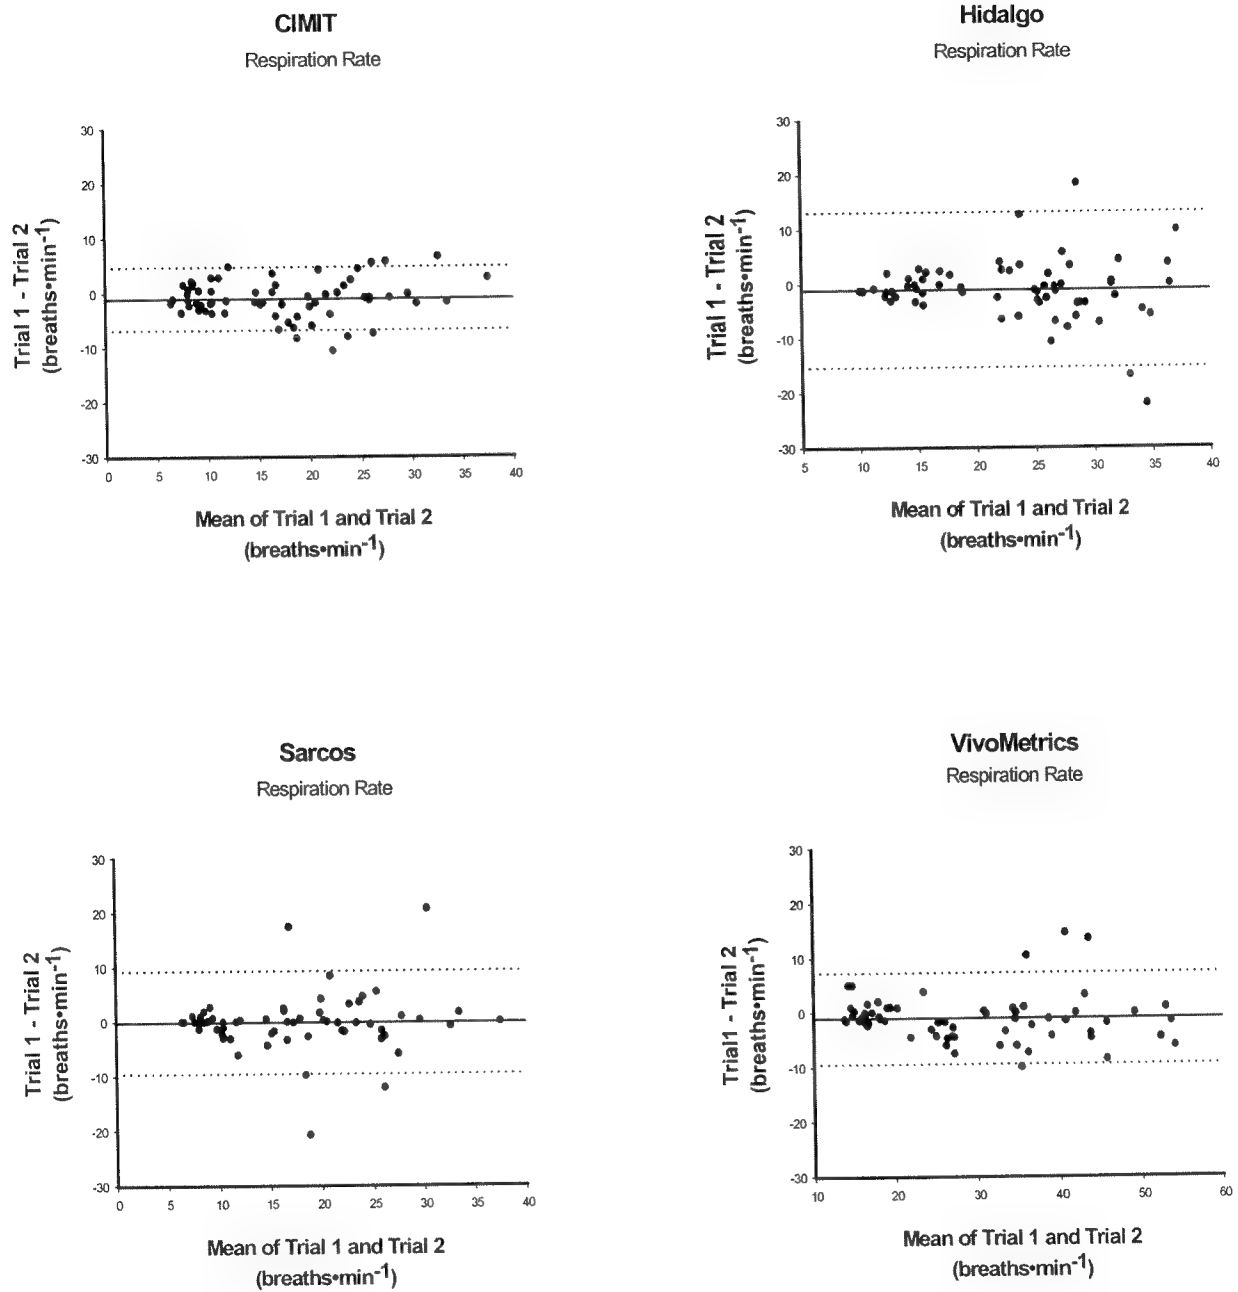 CIMIT
Respiration Rate
30
20
10
0
-10
-20
-30
0 5 10 15 20 25 30 35 40
Trial 1 - Trial 2
(breaths•min-1)
Mean of Trial 1 and Trial 2
(breaths•min-1)
Hidalgo
Respiration Rate
30
20
10
0
-10
-20
-30
5 10 15 20 25 30 35 40
Trial 1 - Trial 2
(breaths•min-1)
Mean of Trial 1 and Trial 2
(breaths•min-1)
Sarcos
Respiration Rate
30
20
10
0
-10
-20
-30
0 5 10 15 20 25 30 35 40
Trial 1 - Trial 2
(breaths•min-1)
Mean of Trial 1 and Trial 2
(breaths•min-1)
VivoMetrics
Respiration Rate
30
20
10
0
-10
-20
-30
10 20 30 40 50 60
Trial1 - Trial 2
(breaths•min-1)
Mean of Trial 1 and Trial 2
(breaths•min-1)